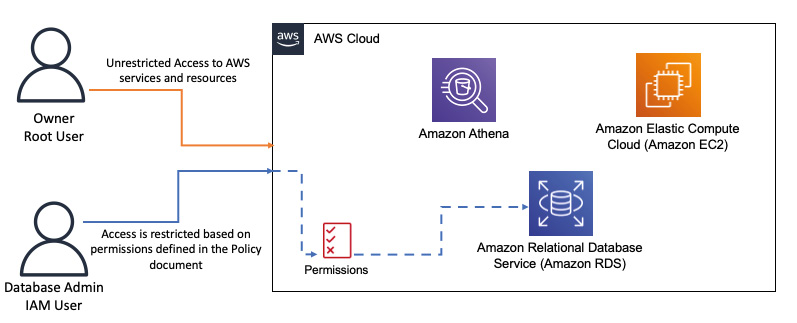 aws
AWS Cloud
Unrestricted Access to AWS
services and resources
Owner
Root User
Amazon Athena
Amazon Elastic Compute
Cloud (Amazon EC2)
Access is restricted based on
permissions defined in the Policy
document
Database Admin
IAM User
Permissions
Amazon Relational Database
Service (Amazon RDS)